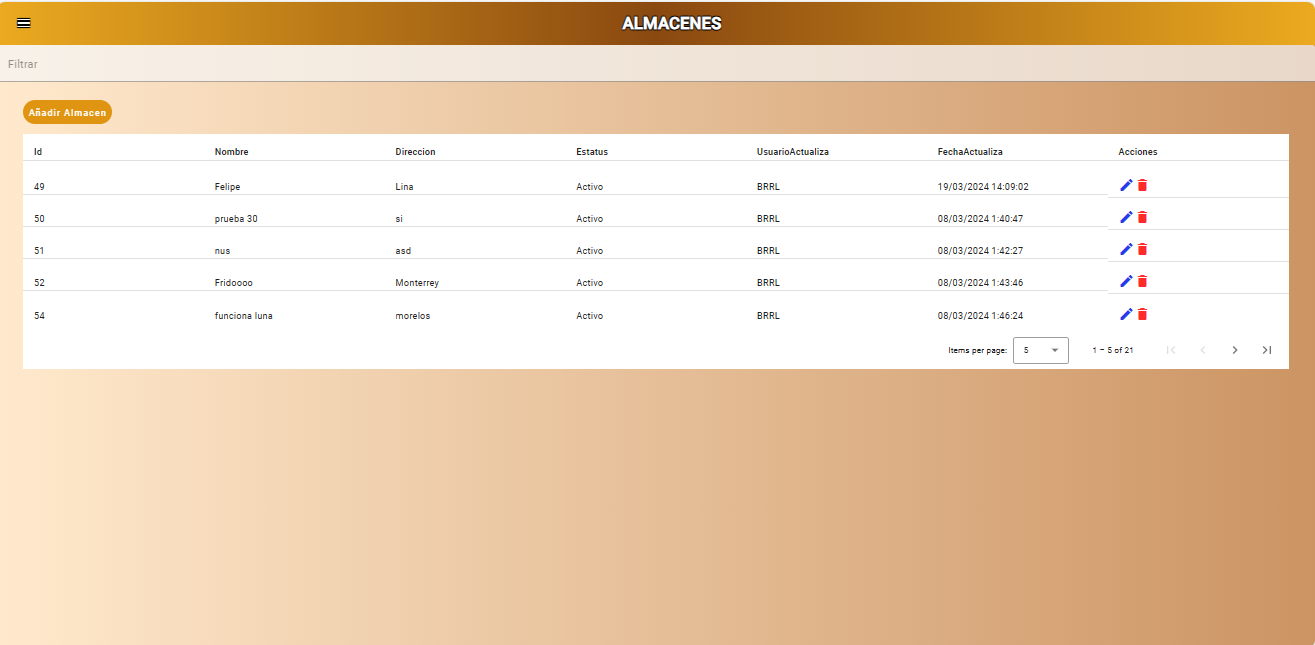 ALMACENES
Filtrar
Añadir Almacen
Id Nombre Direccion Estatus UsuarioActualiza FechaActualiza Acciones
49 Felipe Lina Activo BRRL 19/03/2024 14:09:02
50 prueba 30 si Activo BRRL 08/03/2024 1:40:47
51 nus asd Activo BRRL 08/03/2024 1:42:27
52 Fridoooo Monterrey Activo BRRL 08/03/2024 1:43:46
54 funciona luna morelos Activo BRRL 08/03/2024 1:46:24
Items per page: 5 1 – 5 of 21